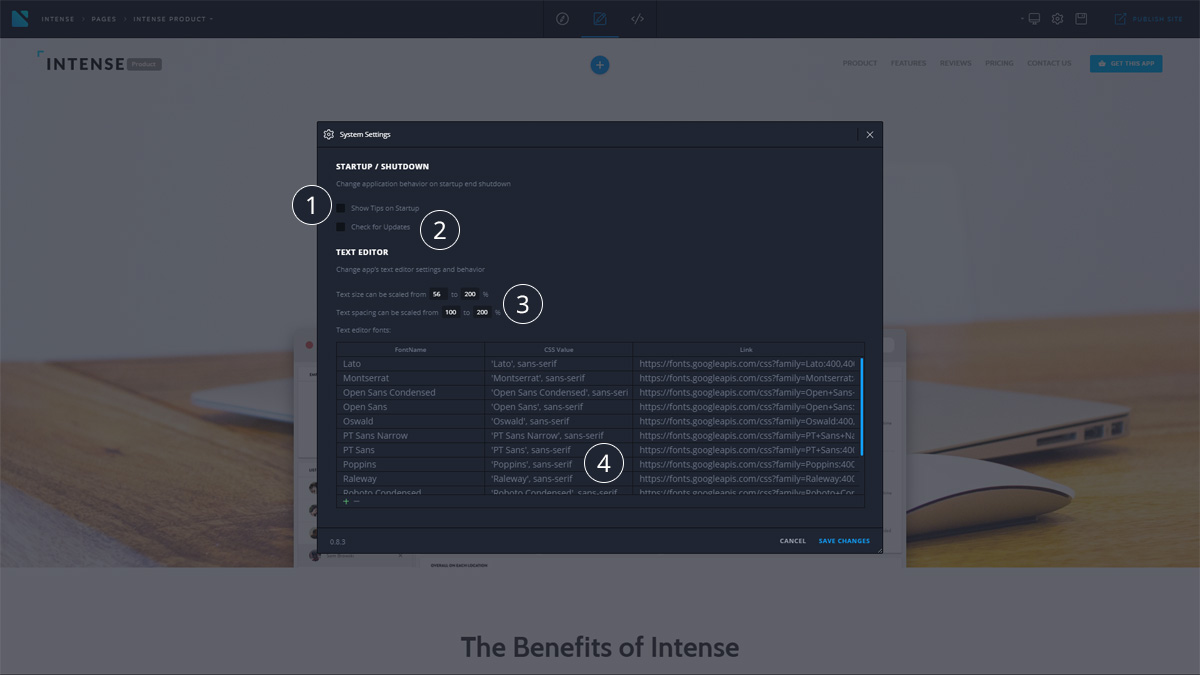 INTENSE › PAGES › INTENSE PRODUCT
PUBLISH SITE
INTENSE Product
PRODUCT FEATURES REVIEWS PRICING CONTACT US GET THIS APP
System Settings
STARTUP / SHUTDOWN
Change application behavior on startup end shutdown
1
Show Tips on Startup
Check for Updates
2
TEXT EDITOR
Change app's text editor settings and behavior
Text size can be scaled from 56 to 200 %
3
Text spacing can be scaled from 100 to 200 %
Text editor fonts:
FontName CSS Value Link
Lato 'Lato', sans-serif https://fonts.googleapis.com/css?family=Lato:400,40
Montserrat 'Montserrat', sans-serif https://fonts.googleapis.com/css?family=Montserrat:
Open Sans Condensed 'Open Sans Condensed', sans-seri https://fonts.googleapis.com/css?family=Open+Sans-
Open Sans 'Open Sans', sans-serif https://fonts.googleapis.com/css?family=Open+Sans:
Oswald 'Oswald', sans-serif https://fonts.googleapis.com/css?family=Oswald:400,
PT Sans Narrow 'PT Sans Narrow', sans-serif https://fonts.googleapis.com/css?family=PT+Sans+Na
PT Sans 'PT Sans', sans-serif https://fonts.googleapis.com/css?family=PT+Sans:40
Poppins 'Poppins', sans-serif https://fonts.googleapis.com/css?family=Poppins:400
4
Raleway 'Raleway', sans-serif https://fonts.googleapis.com/css?family=Raleway:400
Roboto Condensed 'Roboto Condensed', sans-serif https://fonts.googleapis.com/css?family=Roboto+Con
0.8.3
CANCEL SAVE CHANGES
The Benefits of Intense